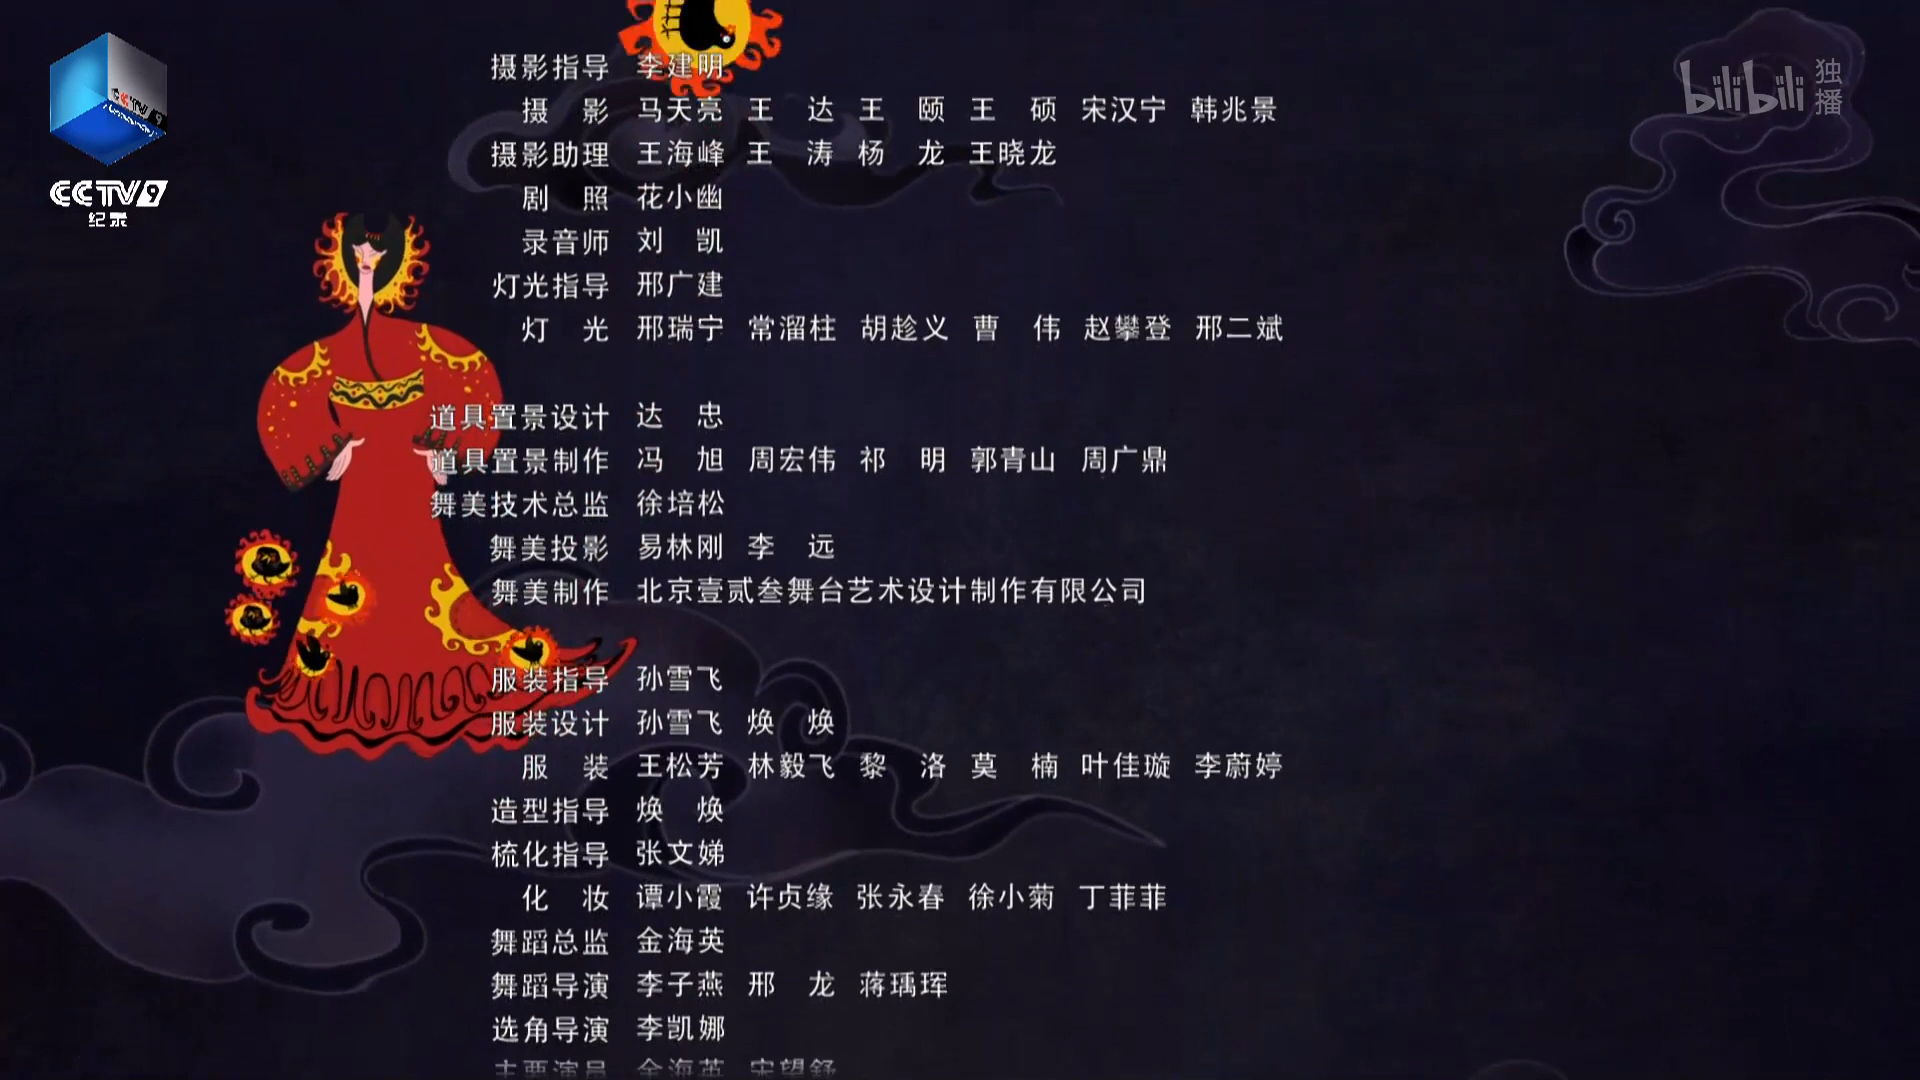 摄影指导 李建明
摄 影 马天亮 王 达 王 颐 王 硕 宋汉宁 韩兆景
摄影助理 王海峰 王 涛 杨 龙 王晓龙
剧 照 花小幽
录音师 刘 凯
灯光指导 邢广建
灯 光 邢瑞宁 常溜柱 胡趁义 曹 伟 赵攀登 邢二斌
道具置景设计 达 忠
道具置景制作 冯 旭 周宏伟 祁 明 郭青山 周广鼎
舞美技术总监 徐培松
舞美投影 易林刚 李 远
舞美制作 北京壹贰叁舞台艺术设计制作有限公司
服装指导 孙雪飞
服装设计 孙雪飞 焕 焕
服 装 王松芳 林毅飞 黎 洛 莫 楠 叶佳璇 李蔚婷
造型指导 焕 焕
梳化指导 张文娣
化 妆 谭小霞 许贞缘 张永春 徐小菊 丁菲菲
舞蹈总监 金海英
舞蹈导演 李子燕 邢 龙 蒋瑀珲
选角导演 李凯娜
主要演员 金海英 宋望舒
CCTV9
纪录
bilibili 独播